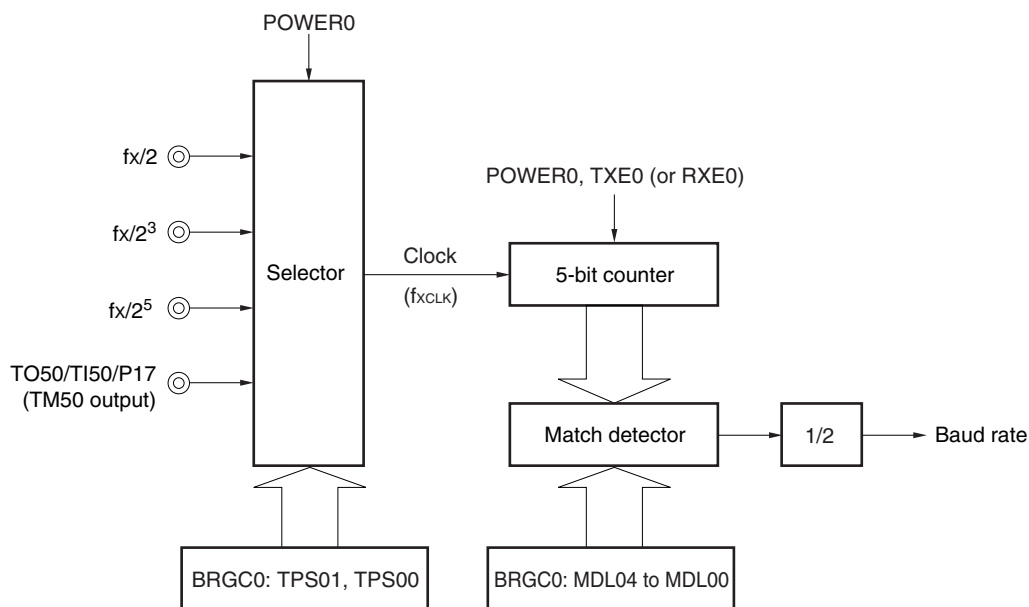 POWER0
fx/2
fx/2³
fx/2⁵
TO50/TI50/P17
(TM50 output)
Selector
Clock
(fXCLK)
POWER0, TXE0 (or RXE0)
5-bit counter
Match detector
1/2
Baud rate
BRGC0: TPS01, TPS00
BRGC0: MDL04 to MDL00